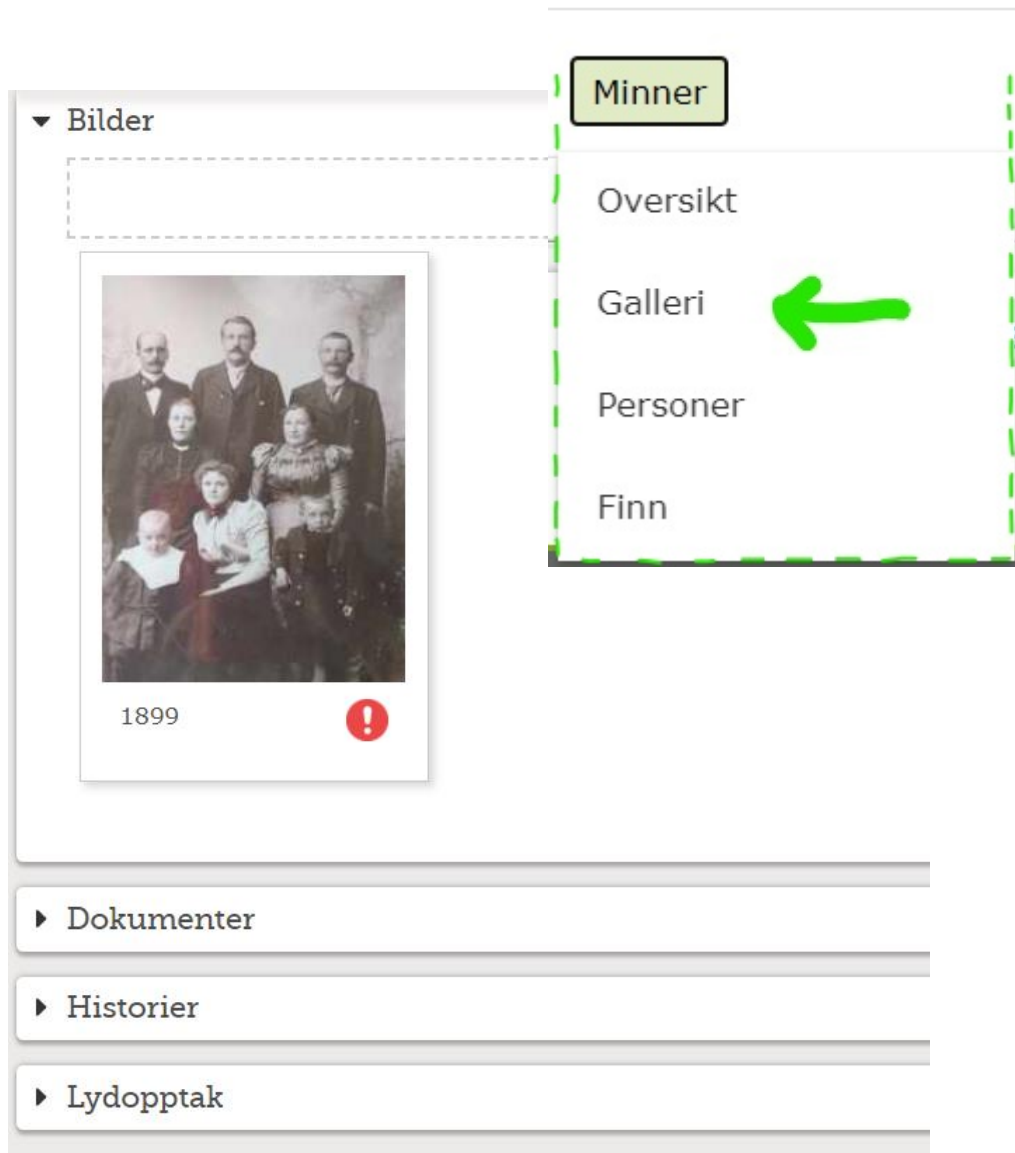 Minner
Oversikt
Galleri
Personer
Finn
Bilder
1899
Dokumenter
Historier
Lydopptak